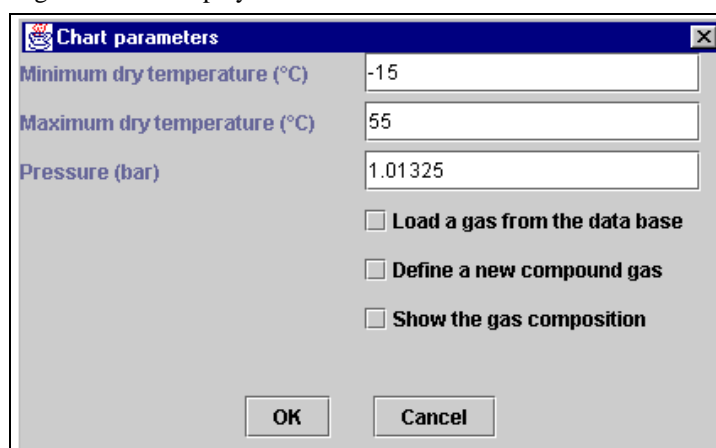 Chart parameters
Minimum dry temperature (°C) -15
Maximum dry temperature (°C) 55
Pressure (bar) 1.01325
Load a gas from the data base
Define a new compound gas
Show the gas composition
OK Cancel